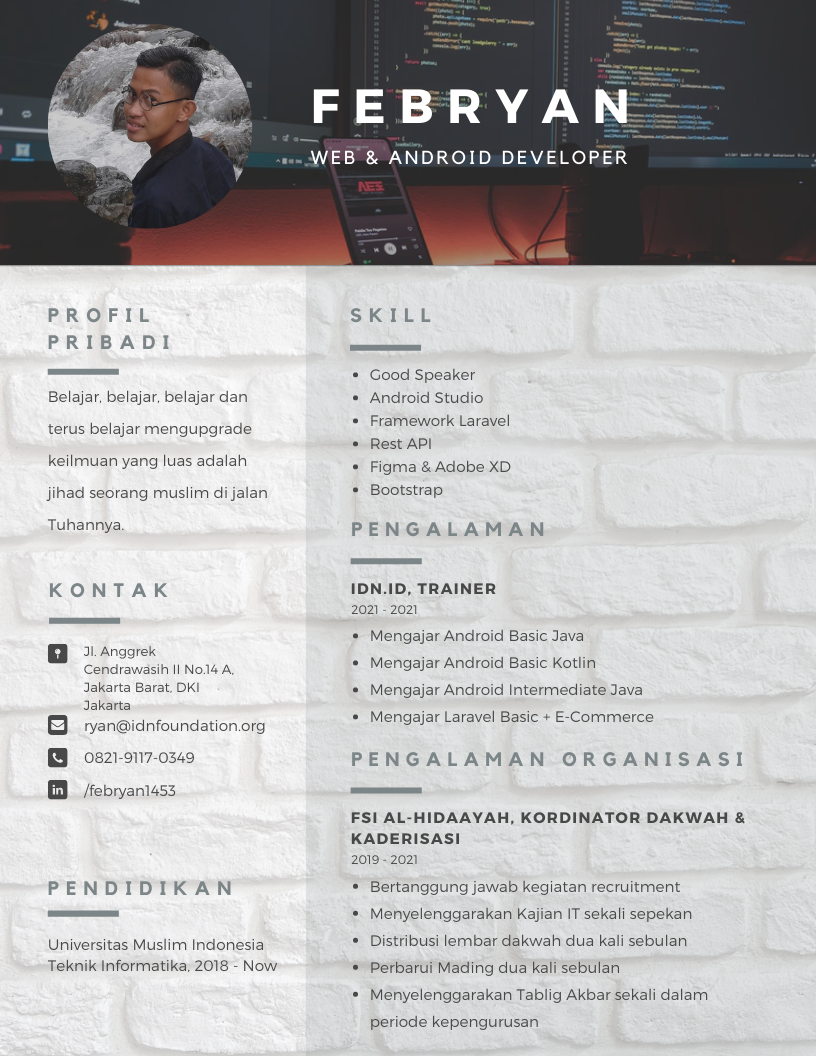 FEBRYAN
WEB & ANDROID DEVELOPER
PROFIL
PRIBADI
Belajar, belajar, belajar dan
terus belajar mengupgrade
keilmuan yang luas adalah
jihad seorang muslim di jalan
Tuhannya.
KONTAK
Jl. Anggrek
Cendrawasih II No.14 A,
Jakarta Barat, DKI
Jakarta
ryan@idnfoundation.org
0821-9117-0349
/febryan1453
PENDIDIKAN
Universitas Muslim Indonesia
Teknik Informatika, 2018 - Now
SKILL
• Good Speaker
• Android Studio
• Framework Laravel
• Rest API
• Figma & Adobe XD
• Bootstrap
PENGALAMAN
IDN.ID, TRAINER
2021 - 2021
• Mengajar Android Basic Java
• Mengajar Android Basic Kotlin
• Mengajar Android Intermediate Java
• Mengajar Laravel Basic + E-Commerce
PENGALAMAN ORGANISASI
FSI AL-HIDAAYAH, KORDINATOR DAKWAH &
KADERISASI
2019 - 2021
• Bertanggung jawab kegiatan recruitment
• Menyelenggarakan Kajian IT sekali sepekan
• Distribusi lembar dakwah dua kali sebulan
• Perbarui Mading dua kali sebulan
• Menyelenggarakan Tablig Akbar sekali dalam
periode kepengurusan